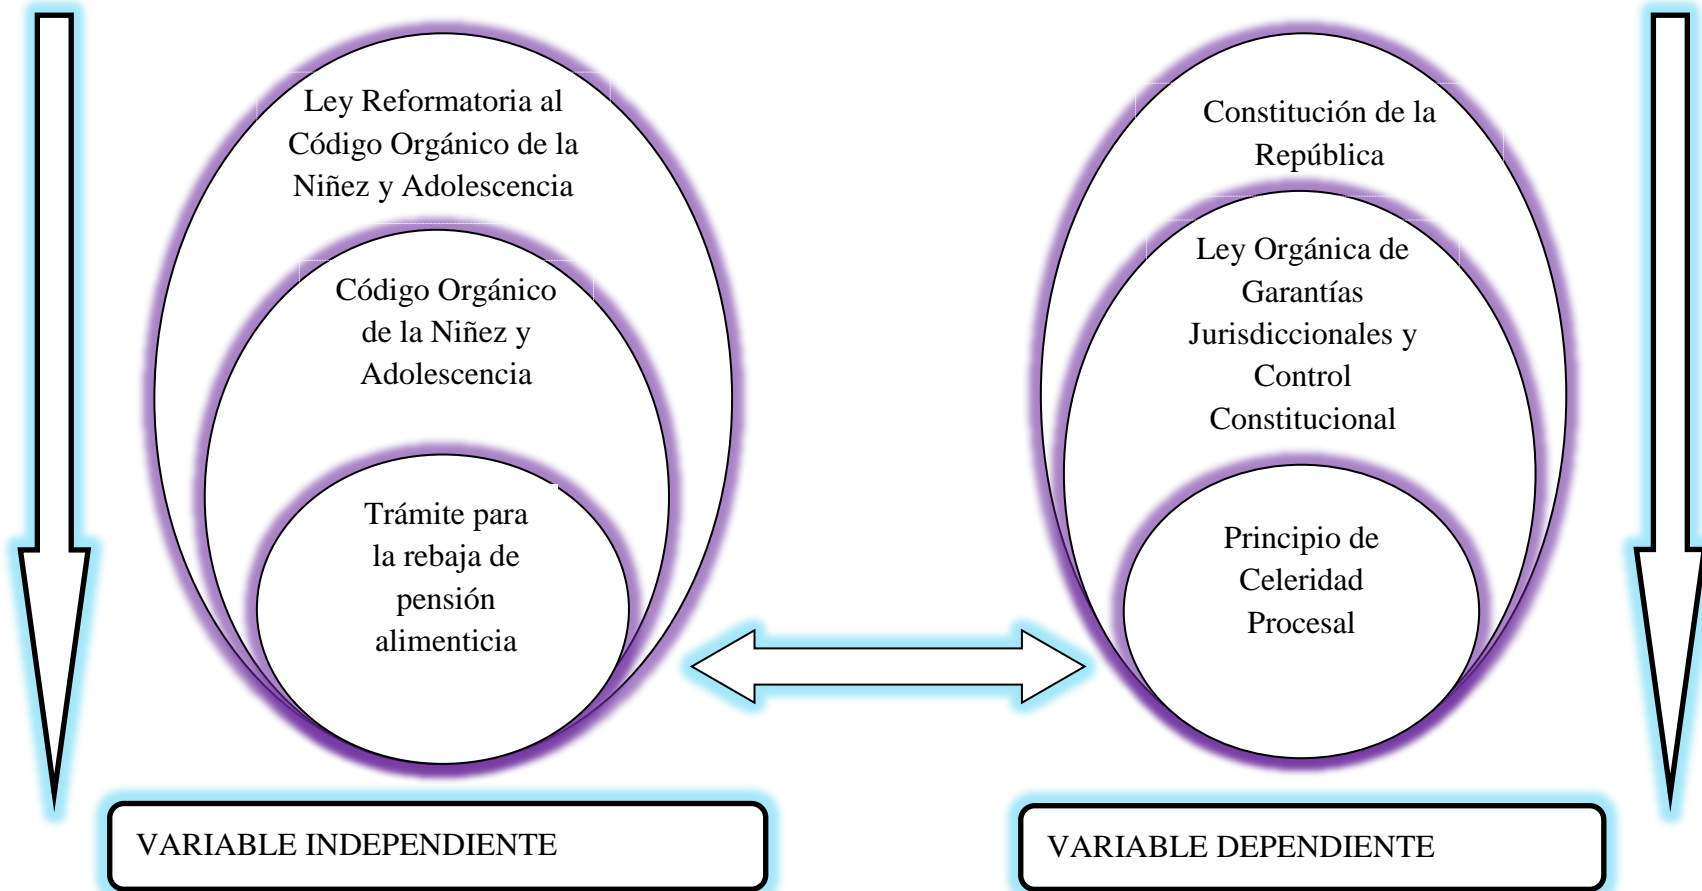 Ley Reformatoria al
Código Orgánico de la
Niñez y Adolescencia
Código Orgánico
de la Niñez y
Adolescencia
Trámite para
la rebaja de
pensión
alimenticia
VARIABLE INDEPENDIENTE
Constitución de la
República
Ley Orgánica de
Garantías
Jurisdiccionales y
Control
Constitucional
Principio de
Celeridad
Procesal
VARIABLE DEPENDIENTE